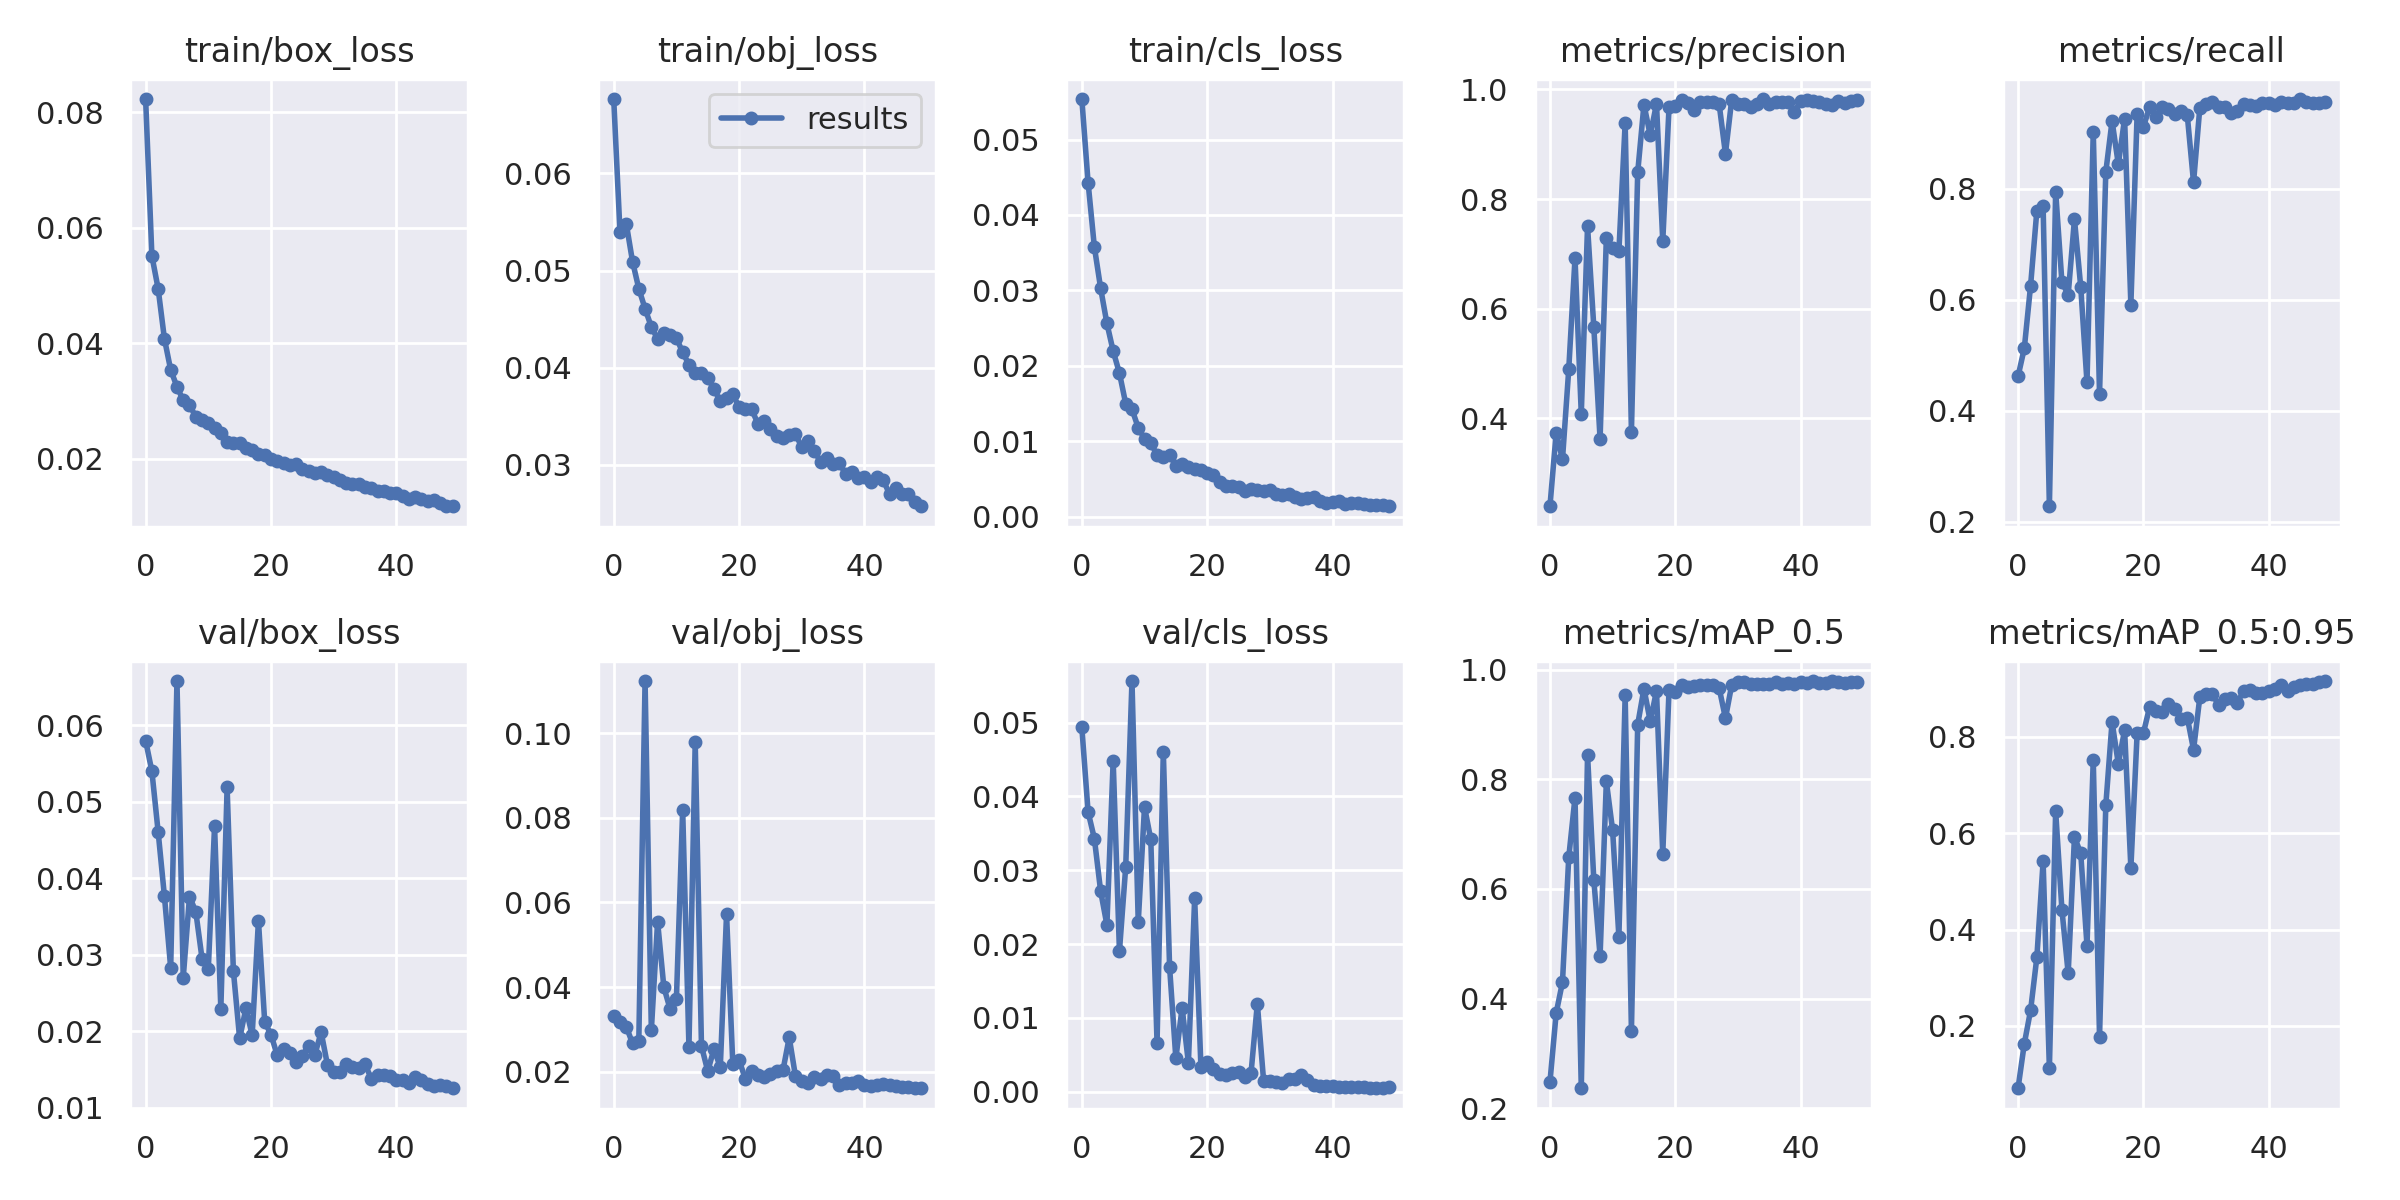 train/box_loss
0.08
0.06
0.04
0.02
0 20 40
train/obj_loss
results
0.06
0.05
0.04
0.03
0 20 40
train/cls_loss
0.05
0.04
0.03
0.02
0.01
0.00
0 20 40
metrics/precision
1.0
0.8
0.6
0.4
0 20 40
metrics/recall
0.8
0.6
0.4
0.2
0 20 40
val/box_loss
0.06
0.05
0.04
0.03
0.02
0.01
0 20 40
val/obj_loss
0.10
0.08
0.06
0.04
0.02
0 20 40
val/cls_loss
0.05
0.04
0.03
0.02
0.01
0.00
0 20 40
metrics/mAP_0.5
1.0
0.8
0.6
0.4
0.2
0 20 40
metrics/mAP_0.5:0.95
0.8
0.6
0.4
0.2
0 20 40